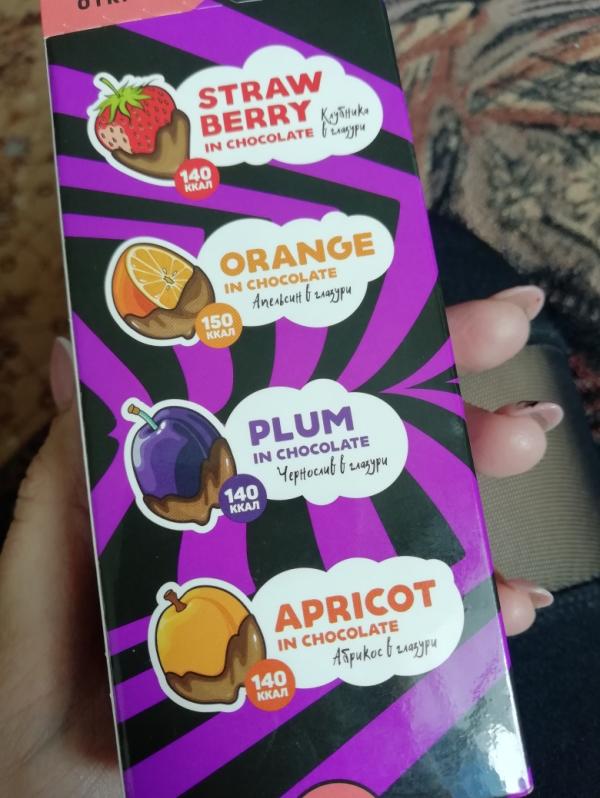 STRAW
BERRY
IN CHOCOLATE
Клубника
в глазури
140
ККАЛ
ORANGE
IN CHOCOLATE
Апельсин в глазури
150
ККАЛ
PLUM
IN CHOCOLATE
Чернослив в глазури
140
ККАЛ
APRICOT
IN CHOCOLATE
Абрикос в глазури
140
ККАЛ